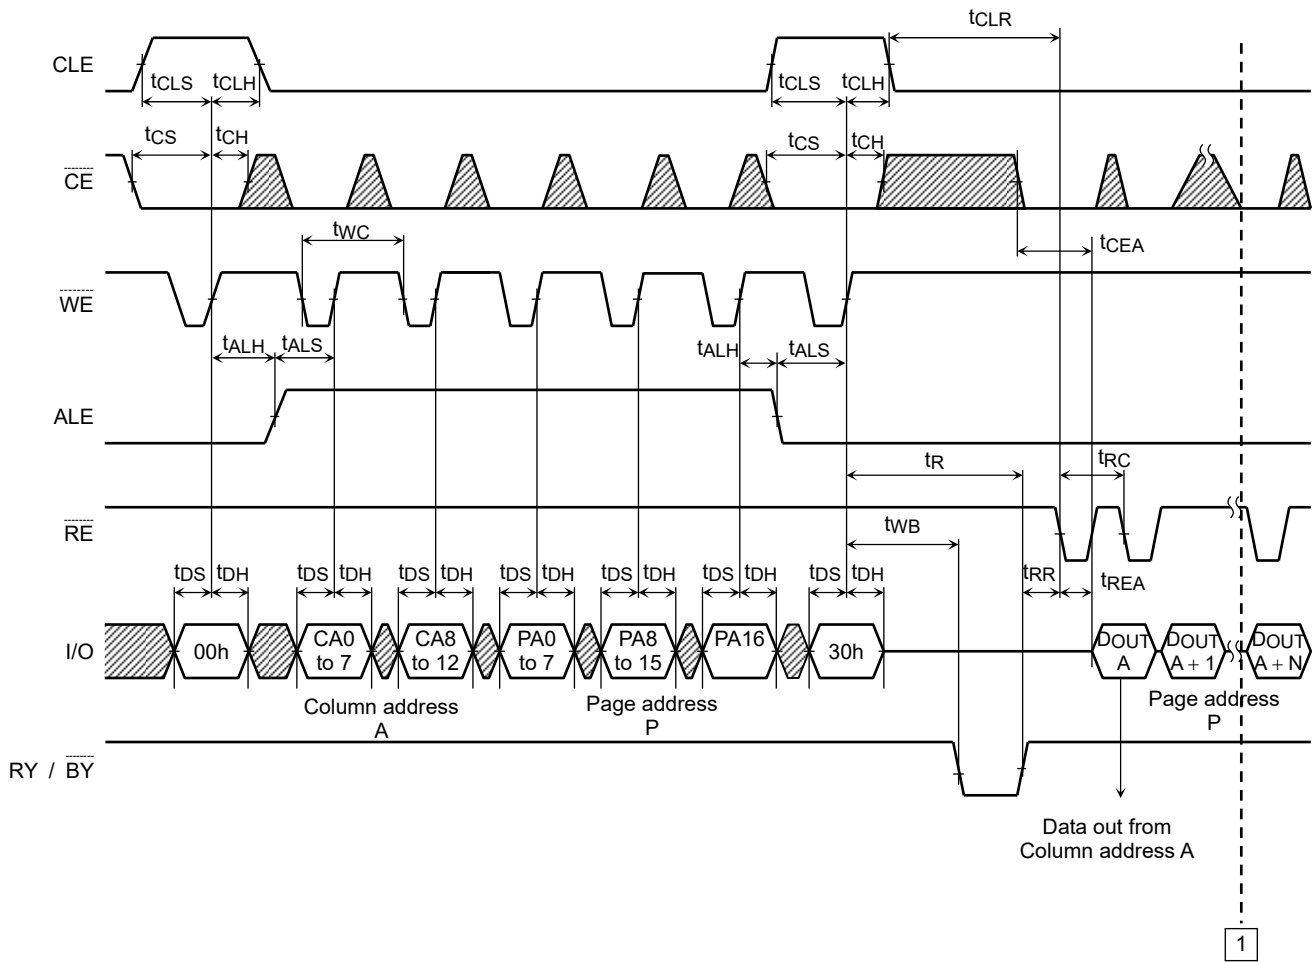 tCLR
CLE
tCLS tCLH tCLS tCLH
tCS tCH tCS tCH
CE
tWC tCEA
WE
tALH tALS tALH tALS
ALE
tR tRC
RE
tWB
tDS tDH tDS tDH tDS tDH tDS tDH tDS tDH tDS tDH tDS tDH tRR tREA
I/O
00h
CA0
to 7
CA8
to 12
PA0
to 7
PA8
to 15
PA16
30h
DOUT
A
DOUT
A + 1
DOUT
A + N
Column address
A
Page address
P
Page address
P
RY / BY
Data out from
Column address A
1